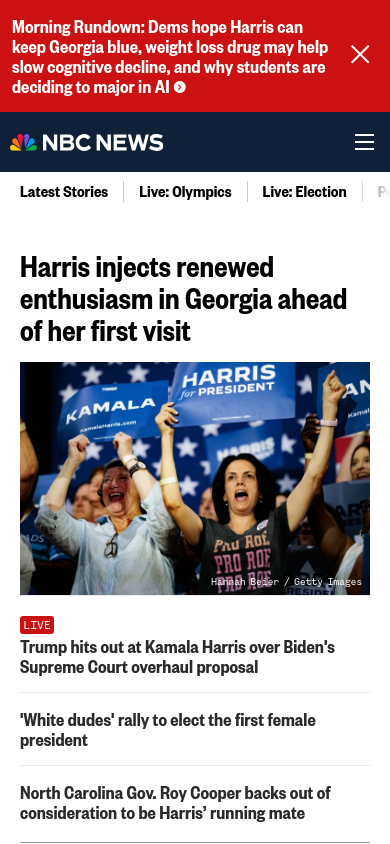 Morning Rundown: Dems hope Harris can
keep Georgia blue, weight loss drug may help
slow cognitive decline, and why students are
deciding to major in AI
NBC NEWS
Latest Stories
Live: Olympics
Live: Election
Harris injects renewed
enthusiasm in Georgia ahead
of her first visit
KAMALA
kamalaharris.com
HARRIS
for PRESIDENT
PRO ROE
PRO ROE
PRO ROE
Hannah Beier / Getty Images
LIVE
Trump hits out at Kamala Harris over Biden's
Supreme Court overhaul proposal
'White dudes' rally to elect the first female
president
North Carolina Gov. Roy Cooper backs out of
consideration to be Harris’ running mate